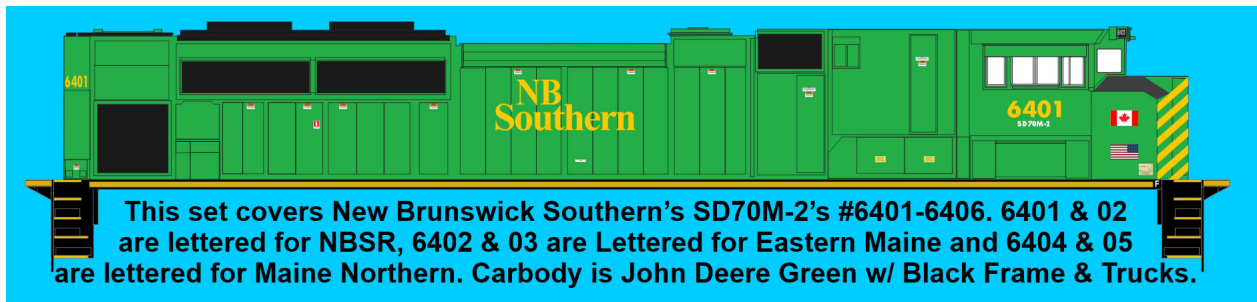 6401
NB
Southern
6401
SD70M-2
F
This set covers New Brunswick Southern’s SD70M-2’s #6401-6406. 6401 & 02
are lettered for NBSR, 6402 & 03 are Lettered for Eastern Maine and 6404 & 05
are lettered for Maine Northern. Carbody is John Deere Green w/ Black Frame & Trucks.